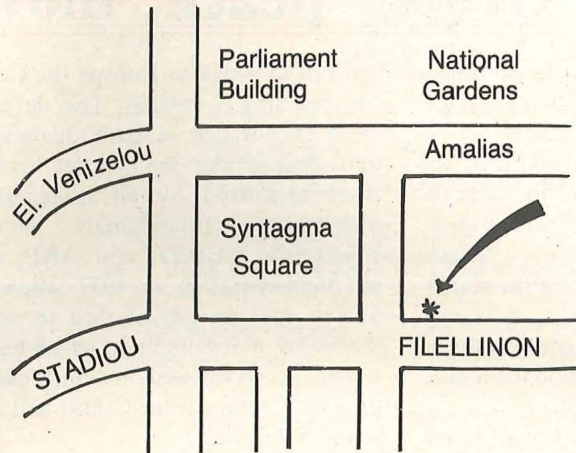 Parliament
Building
National
Gardens
El. Venizelou
Amalias
Syntagma
Square
*
STADIOU
FILELLINON